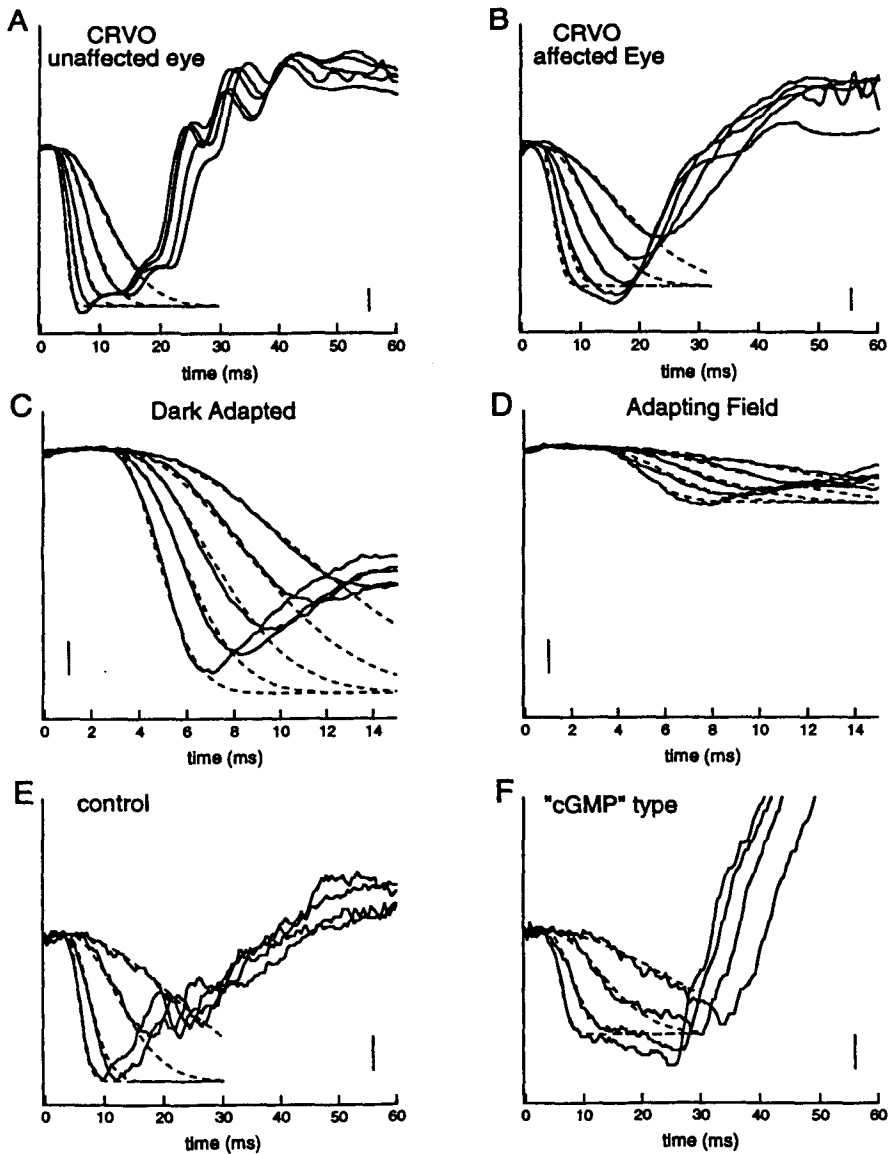 A
CRVO
unaffected eye
0 10 20 30 40 50 60
time (ms)
B
CRVO
affected Eye
0 10 20 30 40 50 60
time (ms)
C
Dark Adapted
0 2 4 6 8 10 12 14
time (ms)
D
Adapting Field
0 2 4 6 8 10 12 14
time (ms)
E
control
0 10 20 30 40 50 60
time (ms)
F
"cGMP" type
0 10 20 30 40 50 60
time (ms)